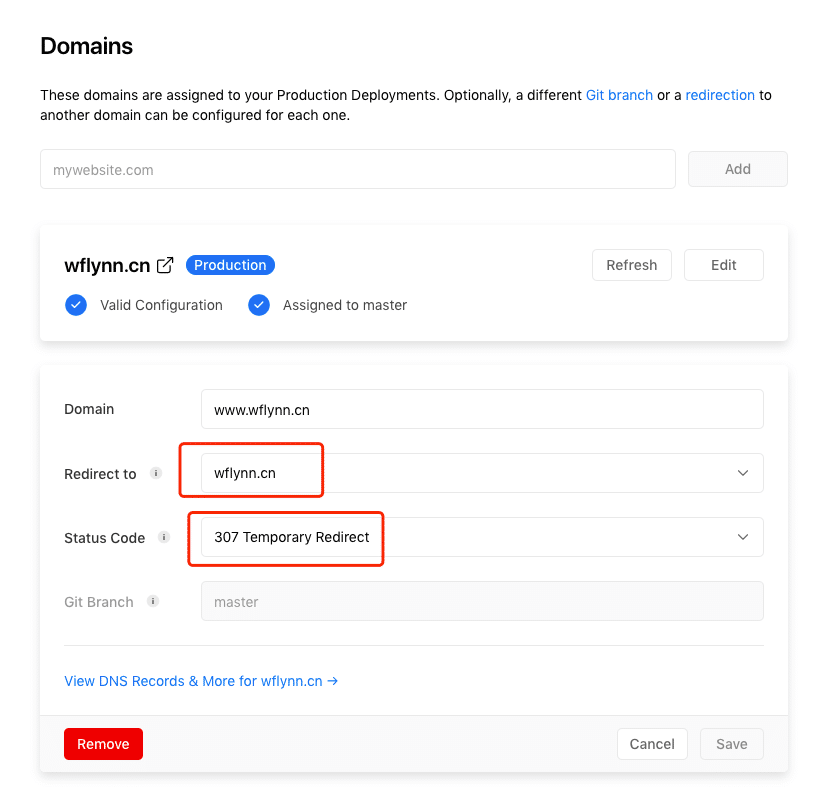 Domains
These domains are assigned to your Production Deployments. Optionally, a different Git branch or a redirection to
another domain can be configured for each one.
mywebsite.com
Add
wflynn.cn Production Refresh Edit
Valid Configuration Assigned to master
Domain www.wflynn.cn
Redirect to i wflynn.cn
Status Code i 307 Temporary Redirect
Git Branch i master
View DNS Records & More for wflynn.cn →
Remove Cancel Save